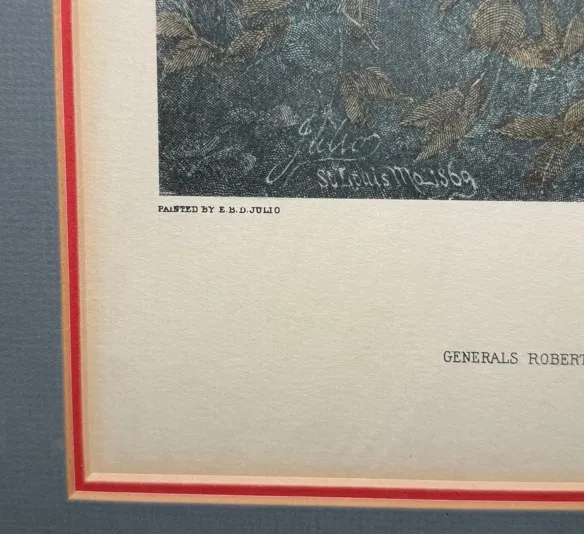 Julio
St Louis Mo. 1869
PAINTED BY E.B.D. JULIO
GENERALS ROBERT